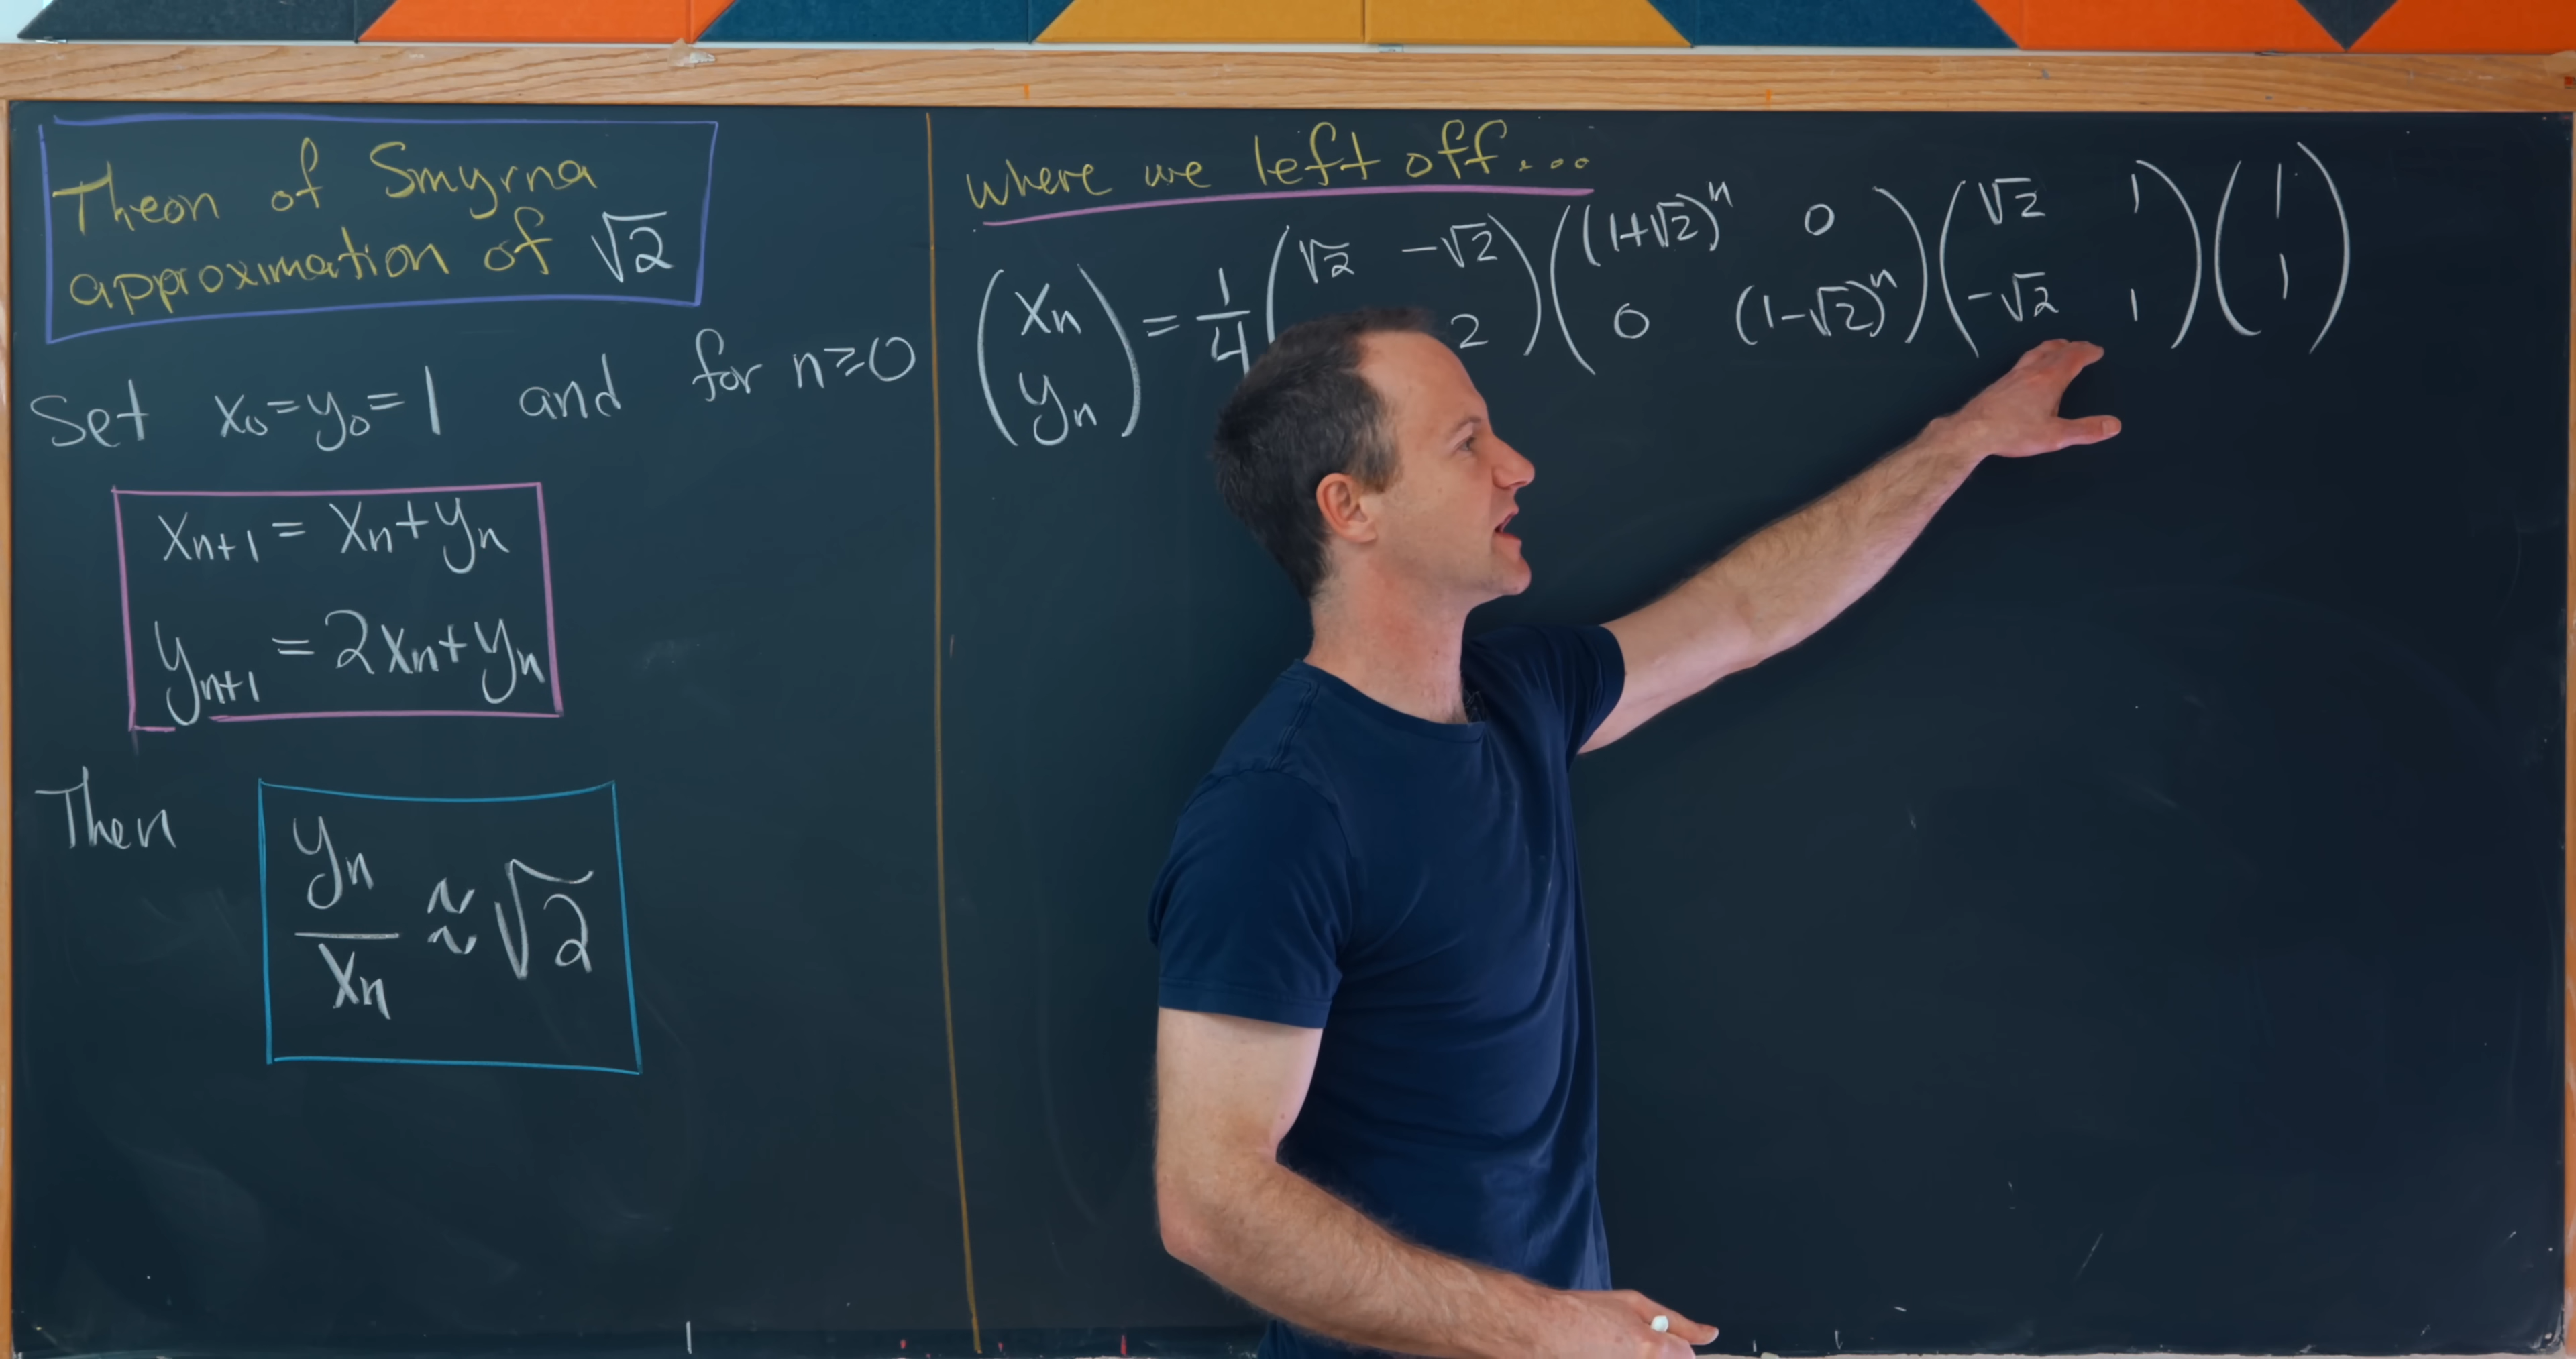 Theon of Smyrna
approximation of √2
Set x₀=y₀=1 and for n≥0
xₙ₊₁ = xₙ+yₙ
yₙ₊₁ = 2xₙ+yₙ
Then
yₙ/xₙ ≈ √2
where we left off...
(xₙ yₙ) = 1/4 (√2 -√2 2) ((1+√2)ⁿ 0 0 (1-√2)ⁿ) (√2 1 -√2 1) (1 1)